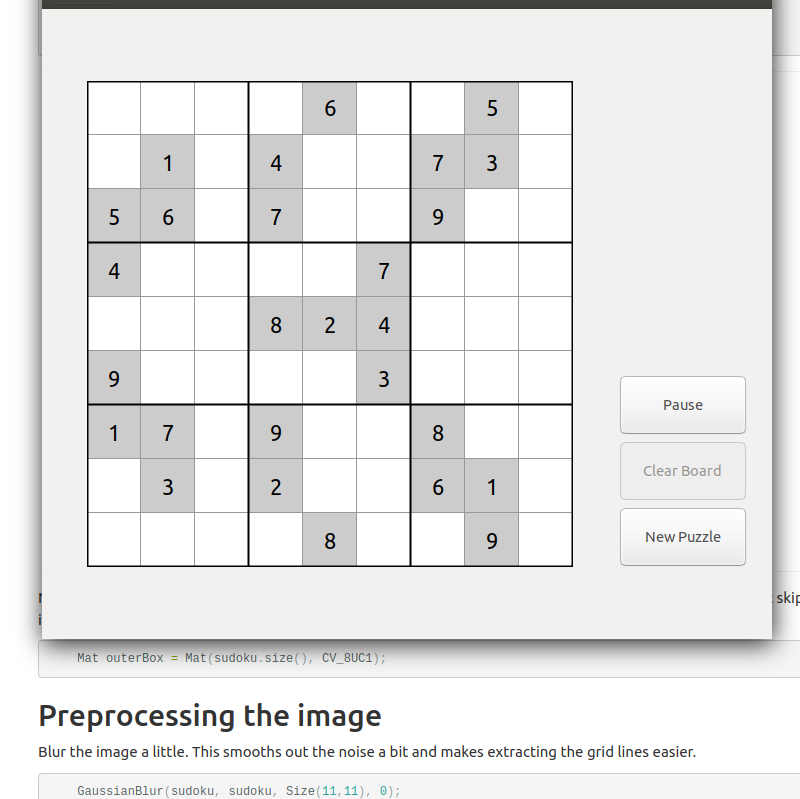 6 5
1 4 7 3
5 6 7 9
4 7
8 2 4
9 3
1 7 9 8
3 2 6 1
8 9
Pause
Clear Board
New Puzzle
skip
Mat outerBox = Mat(sudoku.size(), CV_8UC1);
Preprocessing the image
Blur the image a little. This smooths out the noise a bit and makes extracting the grid lines easier.
GaussianBlur(sudoku, sudoku, Size(11,11), 0);